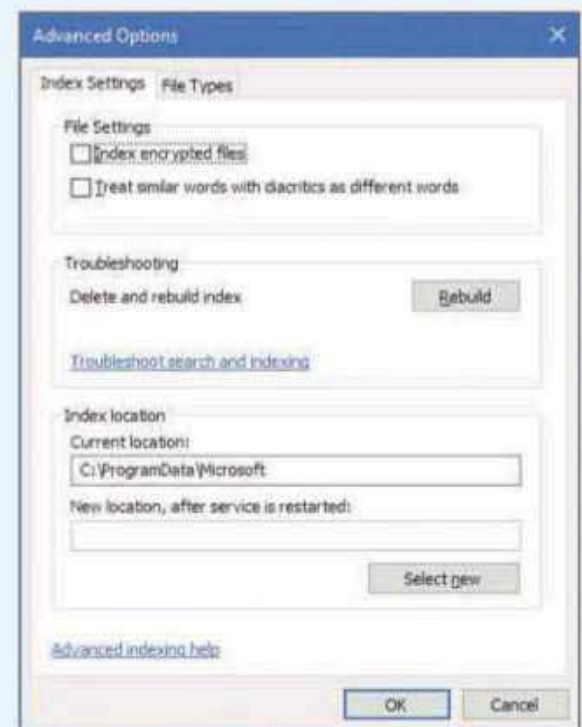 Advanced Options
Index Settings File Types
File Settings
Index encrypted files
Treat similar words with diacritics as different words
Troubleshooting
Delete and rebuild index
Rebuild
Troubleshoot search and indexing
Index location
Current location:
C:\ProgramData\Microsoft
New location, after service is restarted:
Select new
Advanced indexing help
OK Cancel